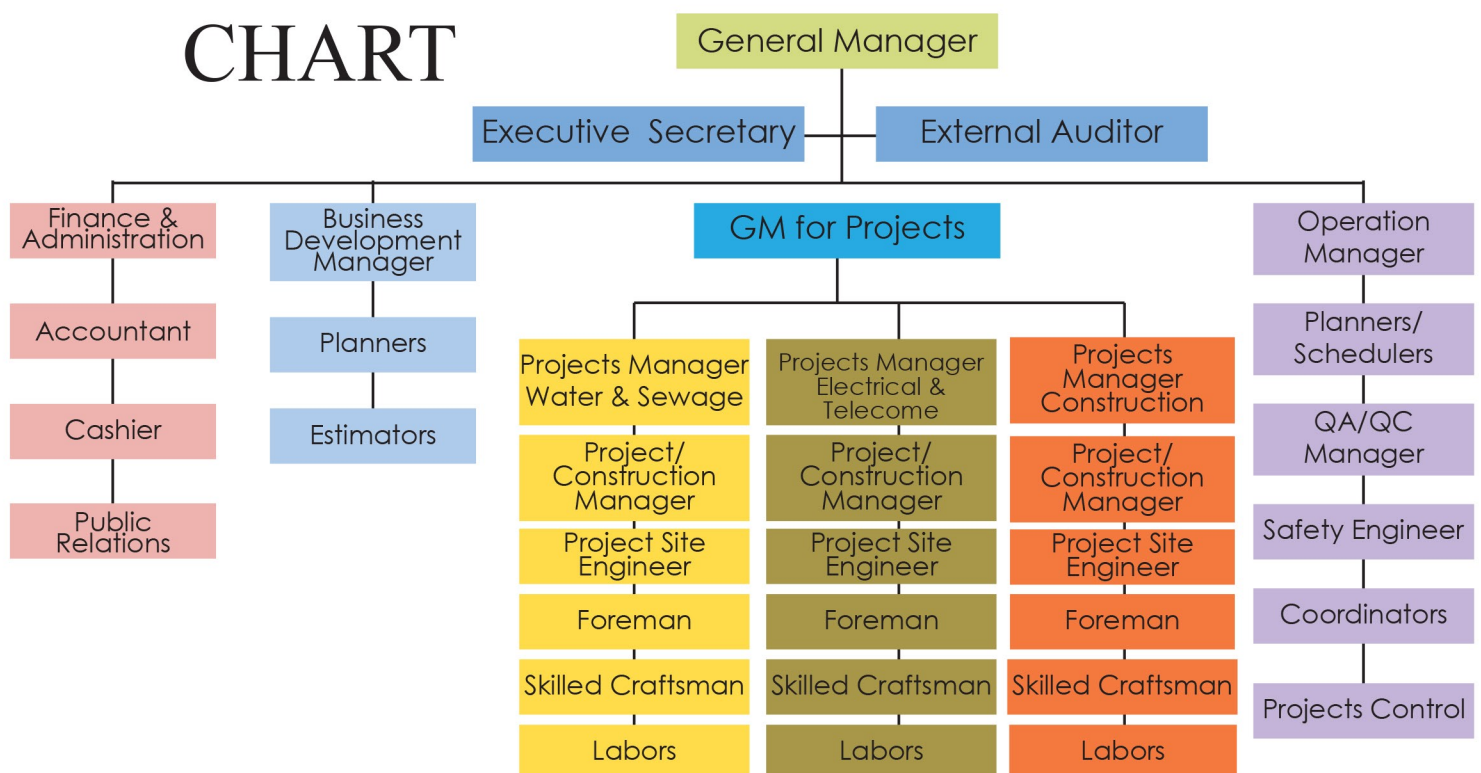 CHART
General Manager
Executive Secretary
External Auditor
Finance &
Administration
Accountant
Cashier
Public
Relations
Business
Development
Manager
Planners
Estimators
GM for Projects
Projects Manager
Water & Sewage
Project/
Construction
Manager
Project Site
Engineer
Foreman
Skilled Craftsman
Labors
Projects Manager
Electrical &
Telecome
Project/
Construction
Manager
Project Site
Engineer
Foreman
Skilled Craftsman
Labors
Projects
Manager
Construction
Project/
Construction
Manager
Project Site
Engineer
Foreman
Skilled Craftsman
Labors
Operation
Manager
Planners/
Schedulers
QA/QC
Manager
Safety Engineer
Coordinators
Projects Control